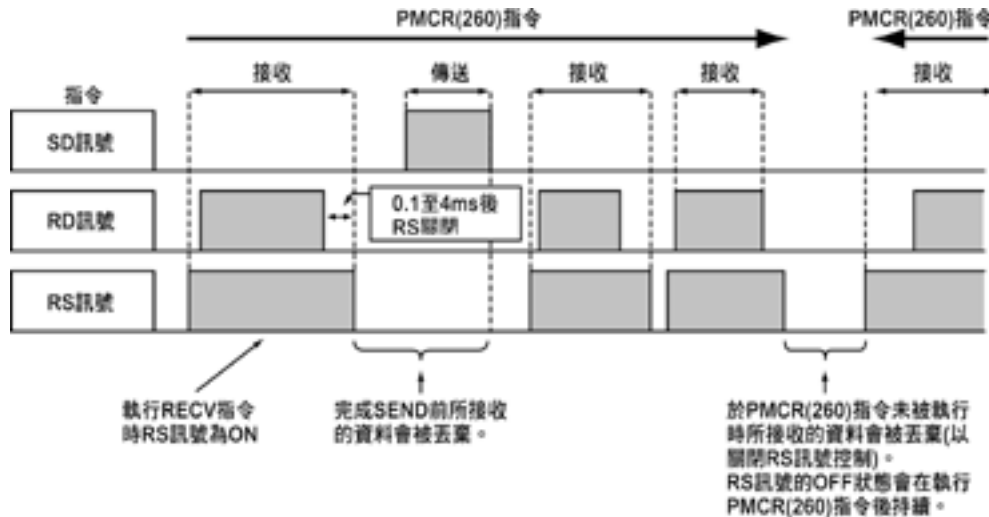 PMCR(260)指令
PMCR(260)指令
接收
傳送
接收
接收
接收
指令
SD訊號
RD訊號
0.1至4ms後
RS關閉
RS訊號
執行RECV指令
時RS訊號為ON
完成SEND前所接收
的資料會被丟棄。
於PMCR(260)指令未被執行
時所接收的資料會被丟棄(以
關閉RS訊號控制)。
RS訊號的OFF狀態會在執行
PMCR(260)指令後持續。